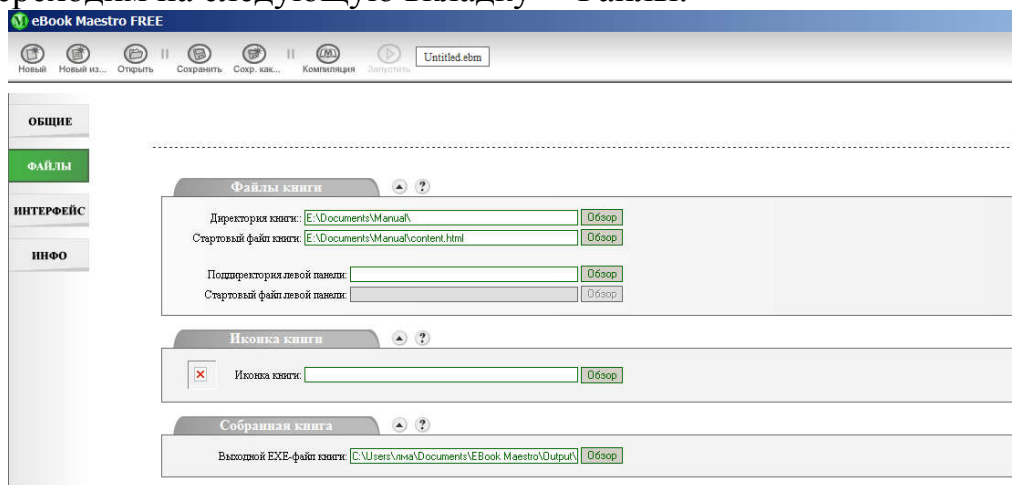 переходим на следующую вкладку – Файлы.
eBook Maestro FREE
Новый Новый из... Открыть Сохранить Сохр. как... Компиляция Запустить Untitled.ebm
ОБЩИЕ
ФАЙЛЫ
Файлы книги ?
Директория книги:: E:\Documents\Manual\ Обзор
ИНТЕРФЕЙС
Стартовый файл книги: E:\Documents\Manual\content.html Обзор
ИНФО
Поддиректория левой панели: Обзор
Стартовый файл левой панели: Обзор
Иконка книги ?
Иконка книги: Обзор
Собранная книга ?
Выходной EXE-файл книги: C:\Users\лма\Documents\EBook Maestro\Output\ Обзор